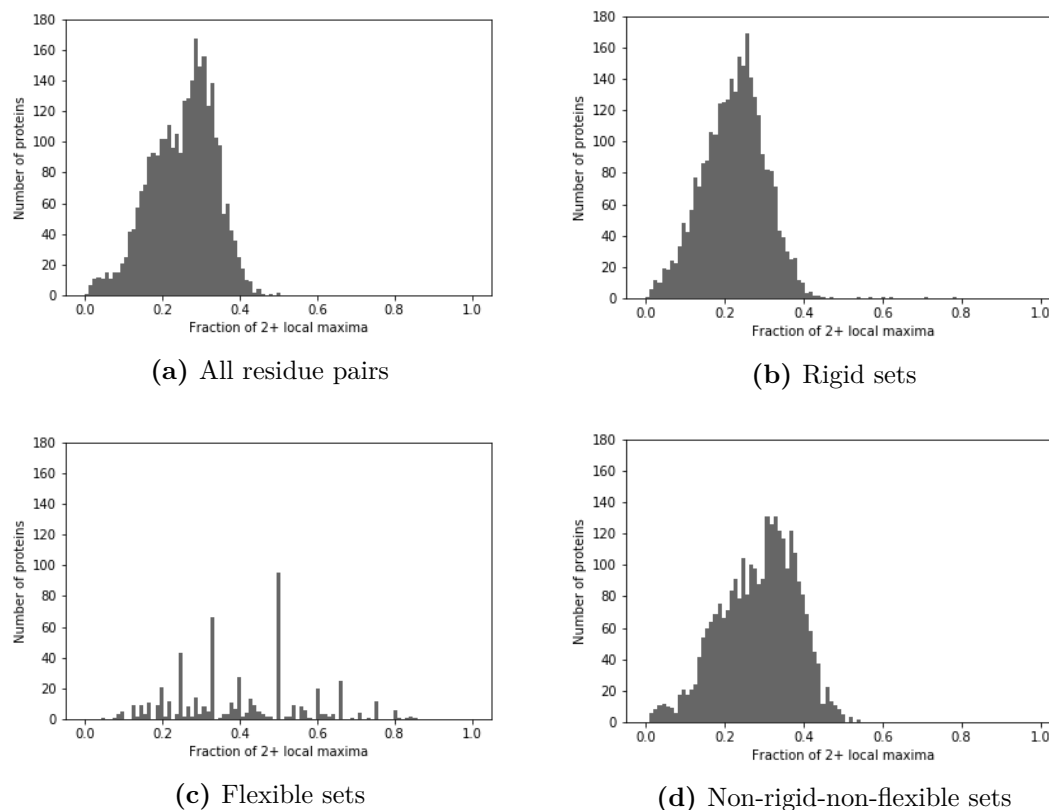 180
160
140
120
100
80
60
40
20
0
Number of proteins
0.0 0.2 0.4 0.6 0.8 1.0
Fraction of 2+ local maxima
(a) All residue pairs
180
160
140
120
100
80
60
40
20
0
Number of proteins
0.0 0.2 0.4 0.6 0.8 1.0
Fraction of 2+ local maxima
(b) Rigid sets
180
160
140
120
100
80
60
40
20
0
Number of proteins
0.0 0.2 0.4 0.6 0.8 1.0
Fraction of 2+ local maxima
(c) Flexible sets
180
160
140
120
100
80
60
40
20
0
Number of proteins
0.0 0.2 0.4 0.6 0.8 1.0
Fraction of 2+ local maxima
(d) Non-rigid-non-flexible sets